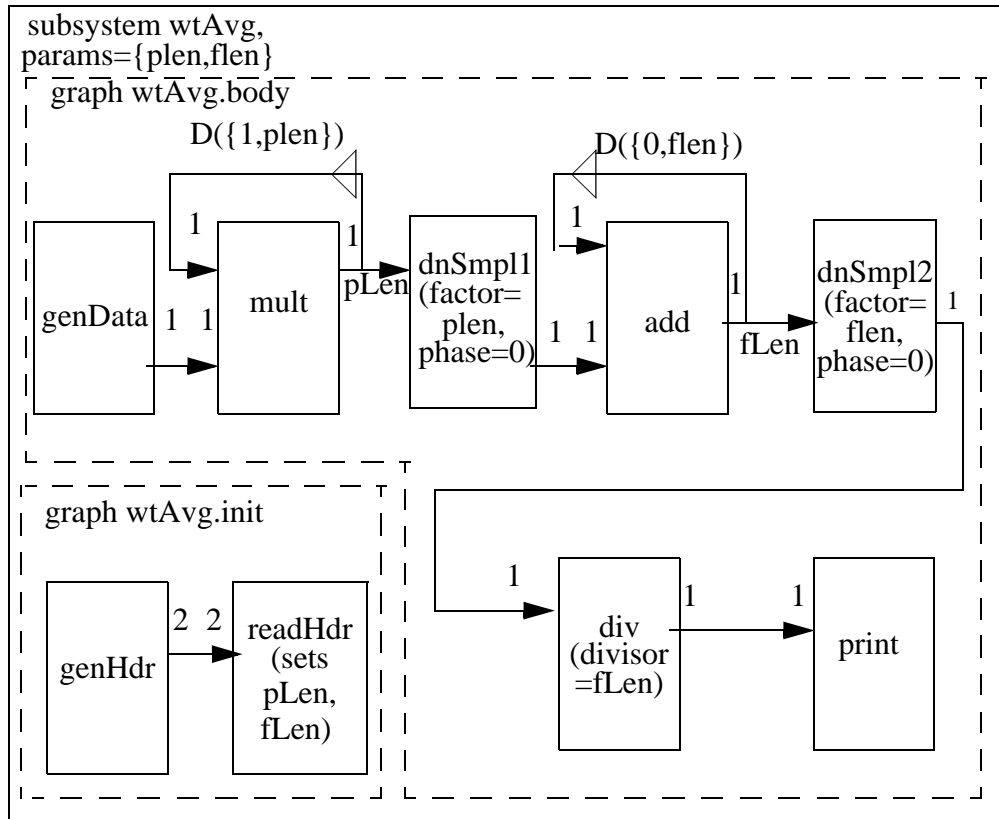 subsystem wtAvg,
params={plen,flen}
graph wtAvg.body
D({1,plen})
D({0,flen})
genData
1
1
1
mult
1
pLen
dnSmpl1
(factor=
plen,
phase=0)
1
1
1
add
1
fLen
dnSmpl2
(factor=
flen,
phase=0)
1
graph wtAvg.init
genHdr
2
2
readHdr
(sets
pLen,
fLen)
1
div
(divisor
=fLen)
1
1
print